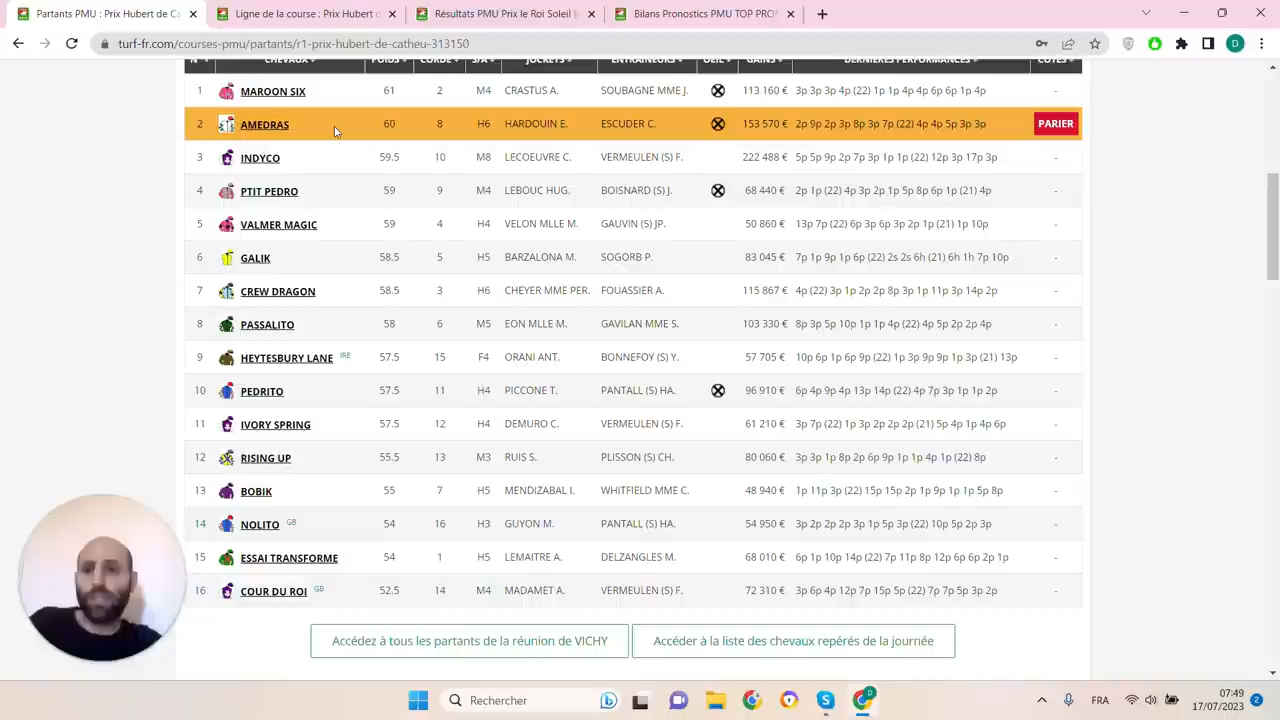 Partants PMU : Prix Hubert de Ca
Ligne de la course : Prix Hubert d
Résultats PMU Prix le Roi Soleil (
Bilans Pronostics PMU TOP PRO
turf-fr.com/courses-pmu/partants/r1-prix-hubert-de-catheu-313150
N° CHEVAUX POIDS CORDE S/A JOCKEYS ENTRAINEURS OEIL GAINS DERNIÈRES PERFORMANCES COTES
1 MAROON SIX 61 2 M4 CRASTUS A. SOUBAGNE MME J. 113 160 € 3p 3p 3p 4p (22) 1p 1p 4p 4p 6p 6p 1p 4p -
2 AMEDRAS 60 8 H6 HARDOUIN E. ESCUDER C. 153 570 € 2p 9p 2p 3p 8p 3p 7p (22) 4p 4p 5p 3p 3p PARIER
3 INDYCO 59.5 10 M8 LECOEUVRE C. VERMEULEN (S) F. 222 488 € 5p 5p 9p 2p 7p 3p 1p 1p (22) 12p 3p 17p 3p -
4 PTIT PEDRO 59 9 M4 LEBOUC HUG. BOISNARD (S) J. 68 440 € 2p 1p (22) 4p 3p 2p 1p 5p 8p 6p 1p (21) 4p -
5 VALMER MAGIC 59 4 H4 VELON MLLE M. GAUVIN (S) JP. 50 860 € 13p 7p (22) 6p 3p 6p 3p 2p 1p (21) 1p 10p -
6 GALIK 58.5 5 H5 BARZALONA M. SOGORB P. 83 045 € 7p 1p 9p 1p 6p (22) 2s 2s 6h (21) 6h 1h 7p 10p -
7 CREW DRAGON 58.5 3 H6 CHEYER MME PER. FOUASSIER A. 115 867 € 4p (22) 3p 1p 2p 2p 8p 3p 1p 11p 3p 14p 2p -
8 PASSALITO 58 6 M5 EON MLLE M. GAVILAN MME S. 103 330 € 8p 3p 5p 10p 1p 1p 4p (22) 4p 5p 2p 2p 4p -
9 HEYTESBURY LANE IRE 57.5 15 F4 ORANI ANT. BONNEFOY (S) Y. 57 705 € 10p 6p 1p 6p 9p (22) 1p 3p 9p 9p 1p 3p (21) 13p -
10 PEDRITO 57.5 11 H4 PICCONE T. PANTALL (S) HA. 96 910 € 6p 4p 9p 4p 13p 14p (22) 4p 7p 3p 1p 1p 2p -
11 IVORY SPRING 57.5 12 H4 DEMURO C. VERMEULEN (S) F. 61 210 € 3p 7p (22) 1p 3p 2p 2p 2p (21) 5p 4p 1p 4p 6p -
12 RISING UP 55.5 13 M3 RUIS S. PLISSON (S) CH. 80 060 € 3p 3p 1p 8p 2p 6p 9p 1p 1p 4p 1p (22) 8p -
13 BOBIK 55 7 H5 MENDIZABAL I. WHITFIELD MME C. 48 940 € 1p 11p 3p (22) 15p 15p 2p 1p 9p 1p 1p 5p 8p -
14 NOLITO GB 54 16 H3 GUYON M. PANTALL (S) HA. 54 950 € 3p 2p 2p 2p 3p 1p 5p 3p (22) 10p 5p 2p 3p -
15 ESSAI TRANSFORME 54 1 H5 LEMAITRE A. DELZANGLES M. 68 010 € 6p 1p 10p 14p (22) 7p 11p 8p 12p 6p 6p 2p 1p -
16 COUR DU ROI GB 52.5 14 M4 MADAMET A. VERMEULEN (S) F. 72 310 € 3p 6p 4p 12p 7p 15p 5p (22) 7p 7p 5p 3p 2p -
Accédez à tous les partants de la réunion de VICHY
Accéder à la liste des chevaux repérés de la journée
Rechercher
FRA
07:49
17/07/2023
2